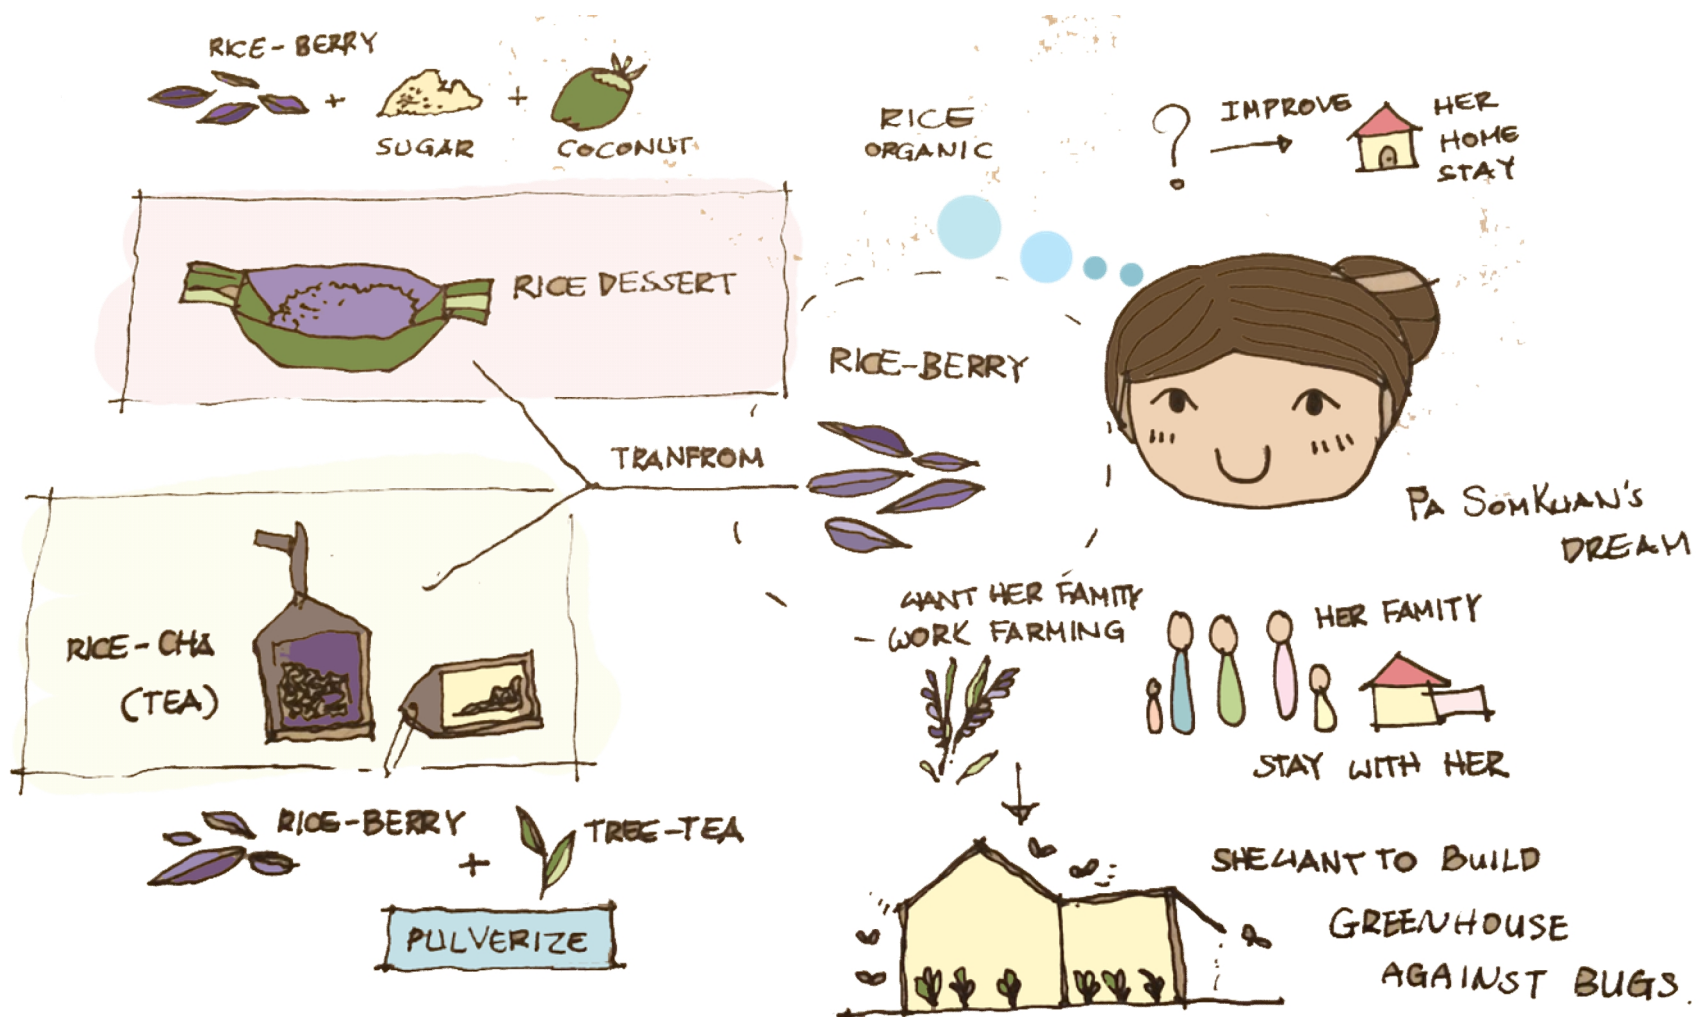 RICE-BERRY
+
+
SUGAR
COCONUT
RICE DESSERT
TRANFROM
RICE-CHA
(TEA)
RICE-BERRY
+
TREE-TEA
PULVERIZE
RICE
ORGANIC
?
IMPROVE
HER
HOME
STAY
RICE-BERRY
PA SOMKUAN'S
DREAM
WANT HER FAMITY
- WORK FARMING
HER FAMITY
STAY WITH HER
SHE WANT TO BUILD
GREENHOUSE
AGAINST BUGS.